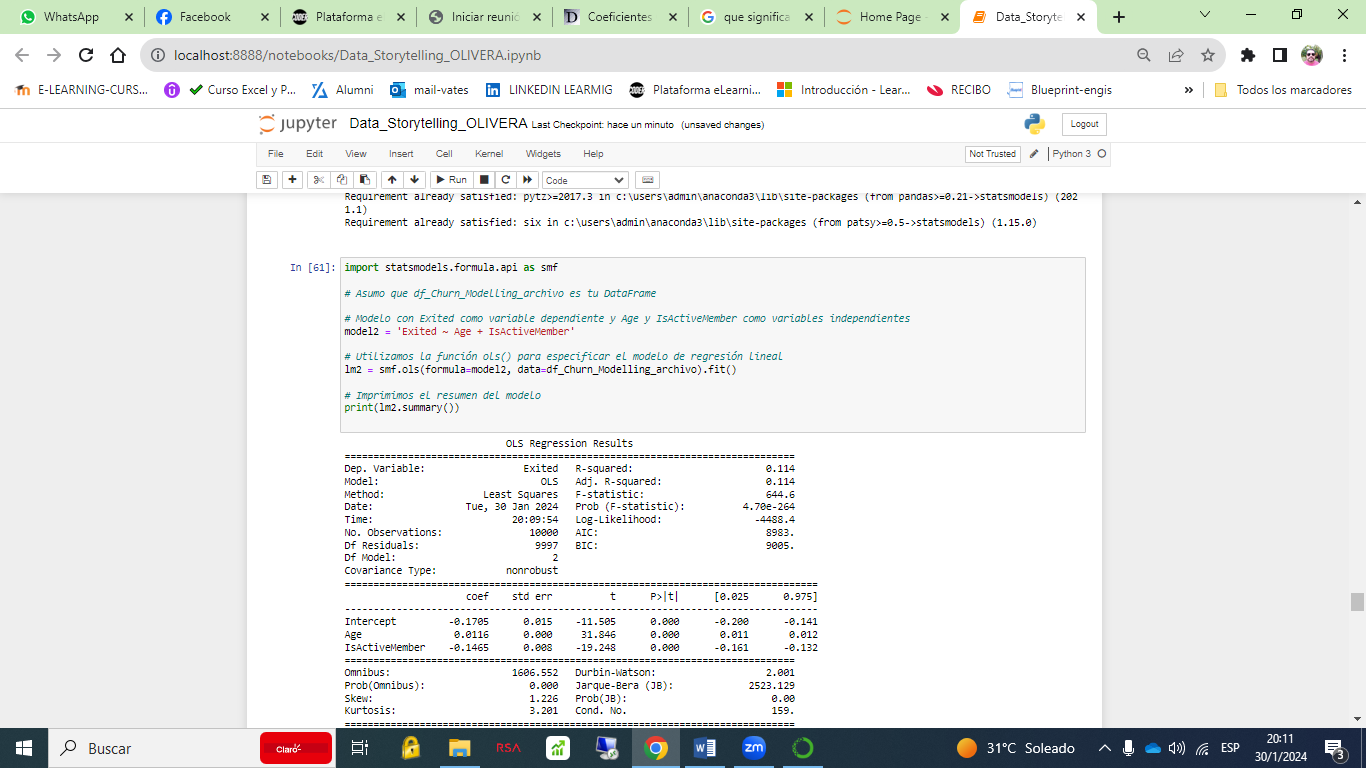 WhatsApp
Facebook
Plataforma e
Iniciar reunió
Coeficientes
que significa
Home Page -
Data_Storytel
localhost:8888/notebooks/Data_Storytelling_OLIVERA.ipynb
E-LEARNING-CURS...
Curso Excel y P...
Alumni
mail-vates
LINKEDIN LEARMIG
Plataforma eLearni...
Introducción - Lear...
RECIBO
Blueprint-engis
»
Todos los marcadores
jupyter Data_Storytelling_OLIVERA Last Checkpoint: hace un minuto (unsaved changes)
Logout
File Edit View Insert Cell Kernel Widgets Help
Not Trusted
Python 3
Run
Code
Requirement already satisfied: pytz>=2017.3 in c:\users\admin\anaconda3\lib\site-packages (from pandas>=0.21->statsmodels) (202
1.1)
Requirement already satisfied: six in c:\users\admin\anaconda3\lib\site-packages (from patsy>=0.5->statsmodels) (1.15.0)
In [61]: import statsmodels.formula.api as smf
# Asumo que df_Churn_Modelling_archivo es tu DataFrame
# Modelo con Exited como variable dependiente y Age y IsActiveMember como variables independientes
model2 = 'Exited ~ Age + IsActiveMember'
# Utilizamos la función ols() para especificar el modelo de regresión lineal
lm2 = smf.ols(formula=model2, data=df_Churn_Modelling_archivo).fit()
# Imprimimos el resumen del modelo
print(lm2.summary())
OLS Regression Results
==============================================================================
Dep. Variable: Exited R-squared: 0.114
Model: OLS Adj. R-squared: 0.114
Method: Least Squares F-statistic: 644.6
Date: Tue, 30 Jan 2024 Prob (F-statistic): 4.70e-264
Time: 20:09:54 Log-Likelihood: -4488.4
No. Observations: 10000 AIC: 8983.
Df Residuals: 9997 BIC: 9005.
Df Model: 2
Covariance Type: nonrobust
==================================================================================
coef std err t P>|t| [0.025 0.975]
----------------------------------------------------------------------------------
Intercept -0.1705 0.015 -11.505 0.000 -0.200 -0.141
Age 0.0116 0.000 31.846 0.000 0.011 0.012
IsActiveMember -0.1465 0.008 -19.248 0.000 -0.161 -0.132
==============================================================================
Omnibus: 1606.552 Durbin-Watson: 2.001
Prob(Omnibus): 0.000 Jarque-Bera (JB): 2523.129
Skew: 1.226 Prob(JB): 0.00
Kurtosis: 3.201 Cond. No. 159.
==============================================================================
Buscar
Claro
RSA
zm
31°C Soleado
ESP
20:11
30/1/2024
3